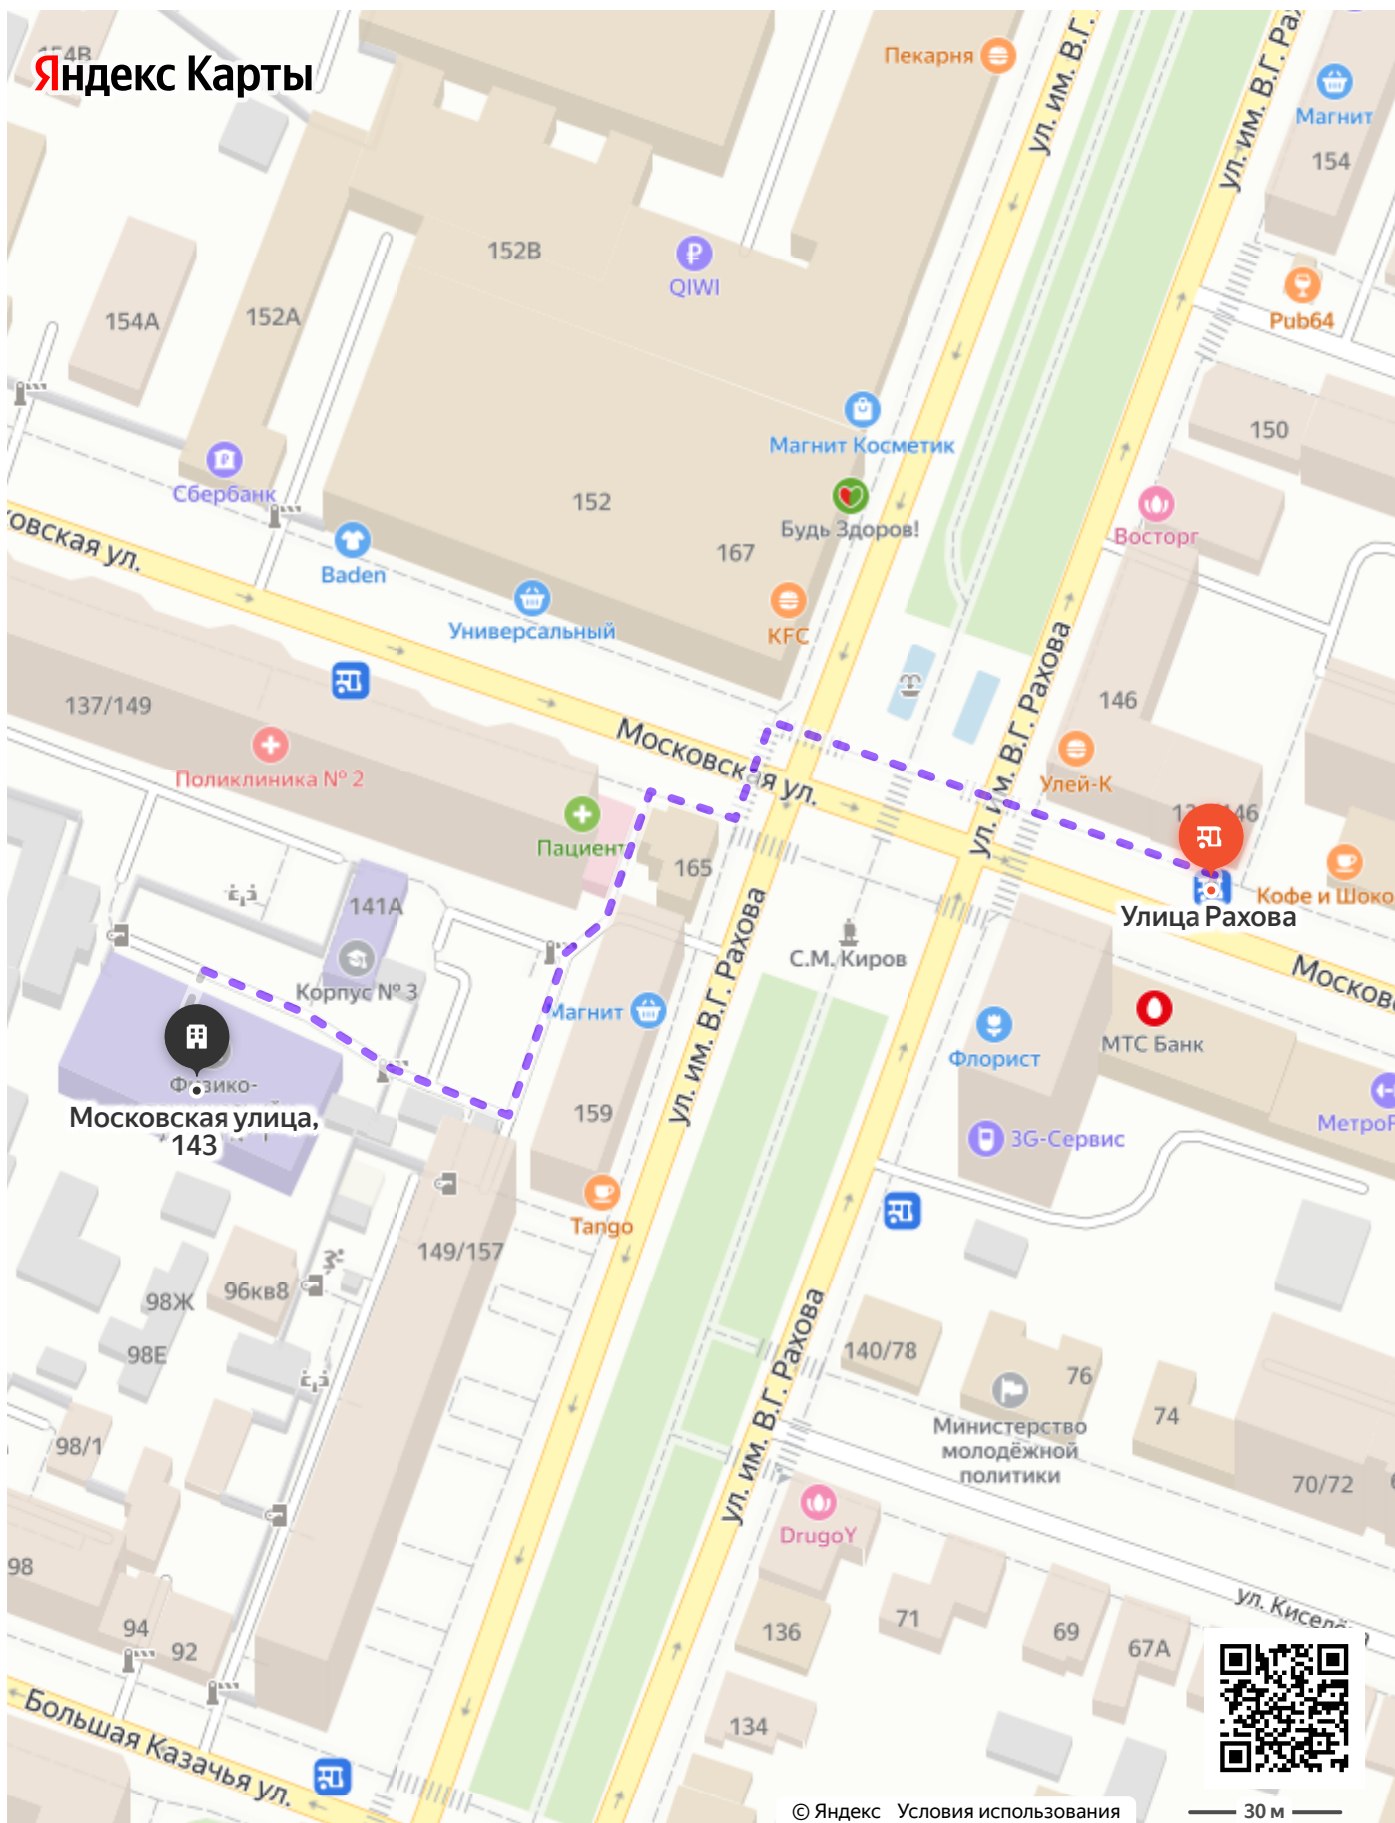 154В
Яндекс Карты
Пекарня
ул. им. В.Г.
ул. им. В.Г. Ра
Магнит
154
152В
QIWI
154А
152А
Pub64
Магнит Косметик
150
Сбербанк
152
Будь Здоров!
Восторг
167
ковская ул.
Baden
Универсальный
KFC
ул. им. В.Г. Рахова
137/149
146
Московская ул.
Поликлиника № 2
Улей-К
Пациент
165
Кофе и Шоко
Улица Рахова
141А
С.М. Киров
Корпус № 3
Московс
Магнит
ул. им. В.Г. Рахова
Флорист
МТС Банк
Физико-
Московская улица,
143
159
МетроF
3G-Сервис
Tango
149/157
98Ж
96кв8
98Е
140/78
76
ул. им. В.Г. Рахова
74
98/1
Министерство
молодёжной
политики
70/72
DrugoY
98
ул. Киселёва
94
92
136
71
69
67А
Большая Казачья ул.
134
© Яндекс Условия использования
30 м